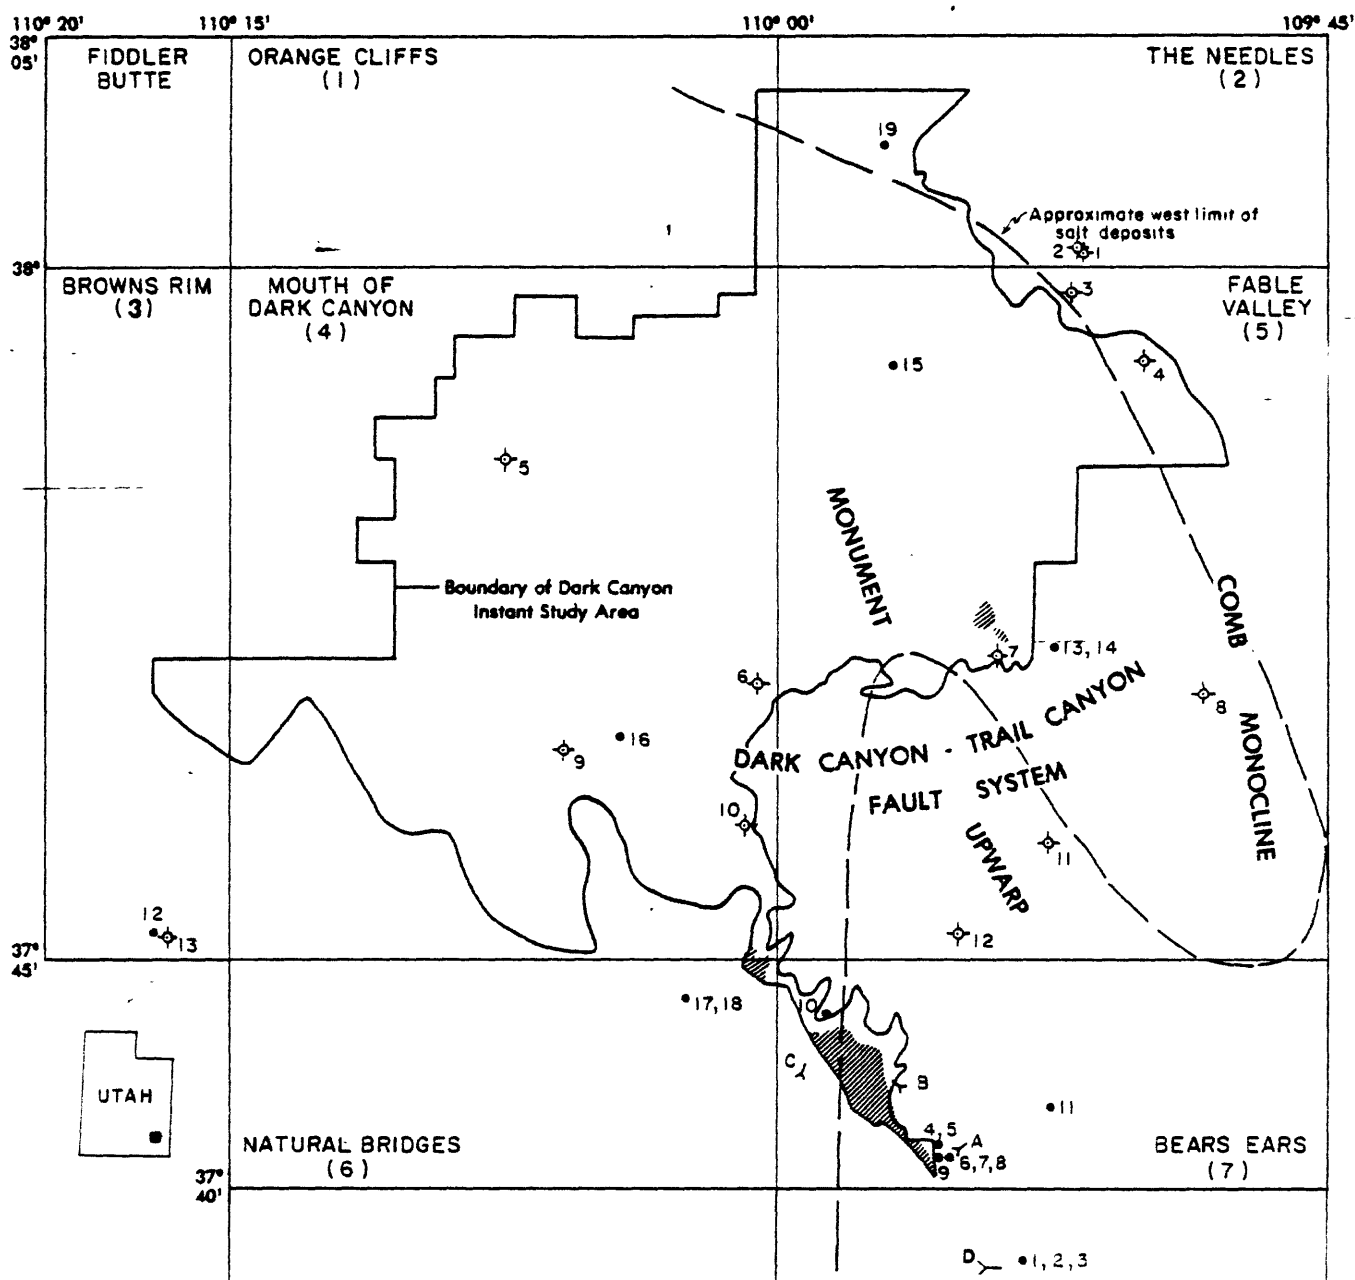 110° 20'
110° 15'
110° 00'
109° 45'
38°
05'
FIDDLER
BUTTE
ORANGE CLIFFS
(1)
THE NEEDLES
(2)
19
Approximate west limit of
salt deposits
2
1
38°
BROWNS RIM
(3)
MOUTH OF
DARK CANYON
(4)
3
FABLE
VALLEY
(5)
15
4
5
MONUMENT
Boundary of Dark Canyon
Instant Study Area
COMB
7
13, 14
6
8
16
9
DARK CANYON - TRAIL CANYON
FAULT SYSTEM
MONOCLINE
10
UPWARP
11
12
13
12
37°
45'
17, 18
10
C
B
UTAH
11
4, 5
A
6, 7, 8
9
NATURAL BRIDGES
(6)
BEARS EARS
(7)
37°
40'
D
1, 2, 3